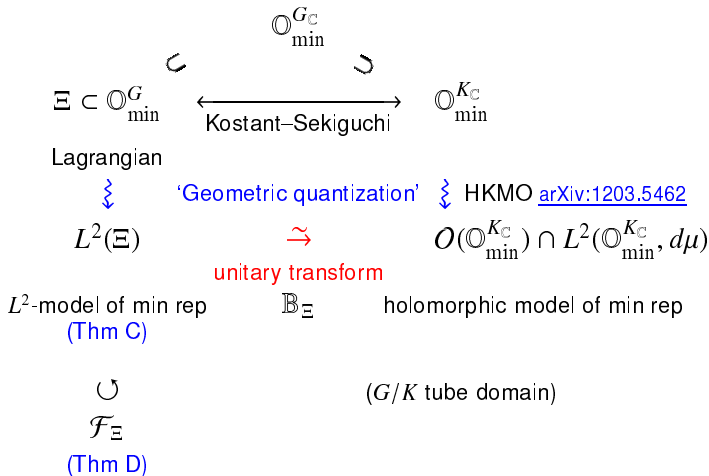 𝕆_min^{G_ℂ}
∪ ∪
Ξ ⊂ 𝕆_min^G ⟷ 𝕆_min^{K_ℂ}
Kostant–Sekiguchi
Lagrangian
‘Geometric quantization’ HKMO arXiv:1203.5462
L²(Ξ) ∼→ 𝒪(𝕆_min^{K_ℂ}) ∩ L²(𝕆_min^{K_ℂ}, dμ)
unitary transform
L²-model of min rep 𝔹_Ξ holomorphic model of min rep
(Thm C)
↺ (G/K tube domain)
ℱ_Ξ
(Thm D)